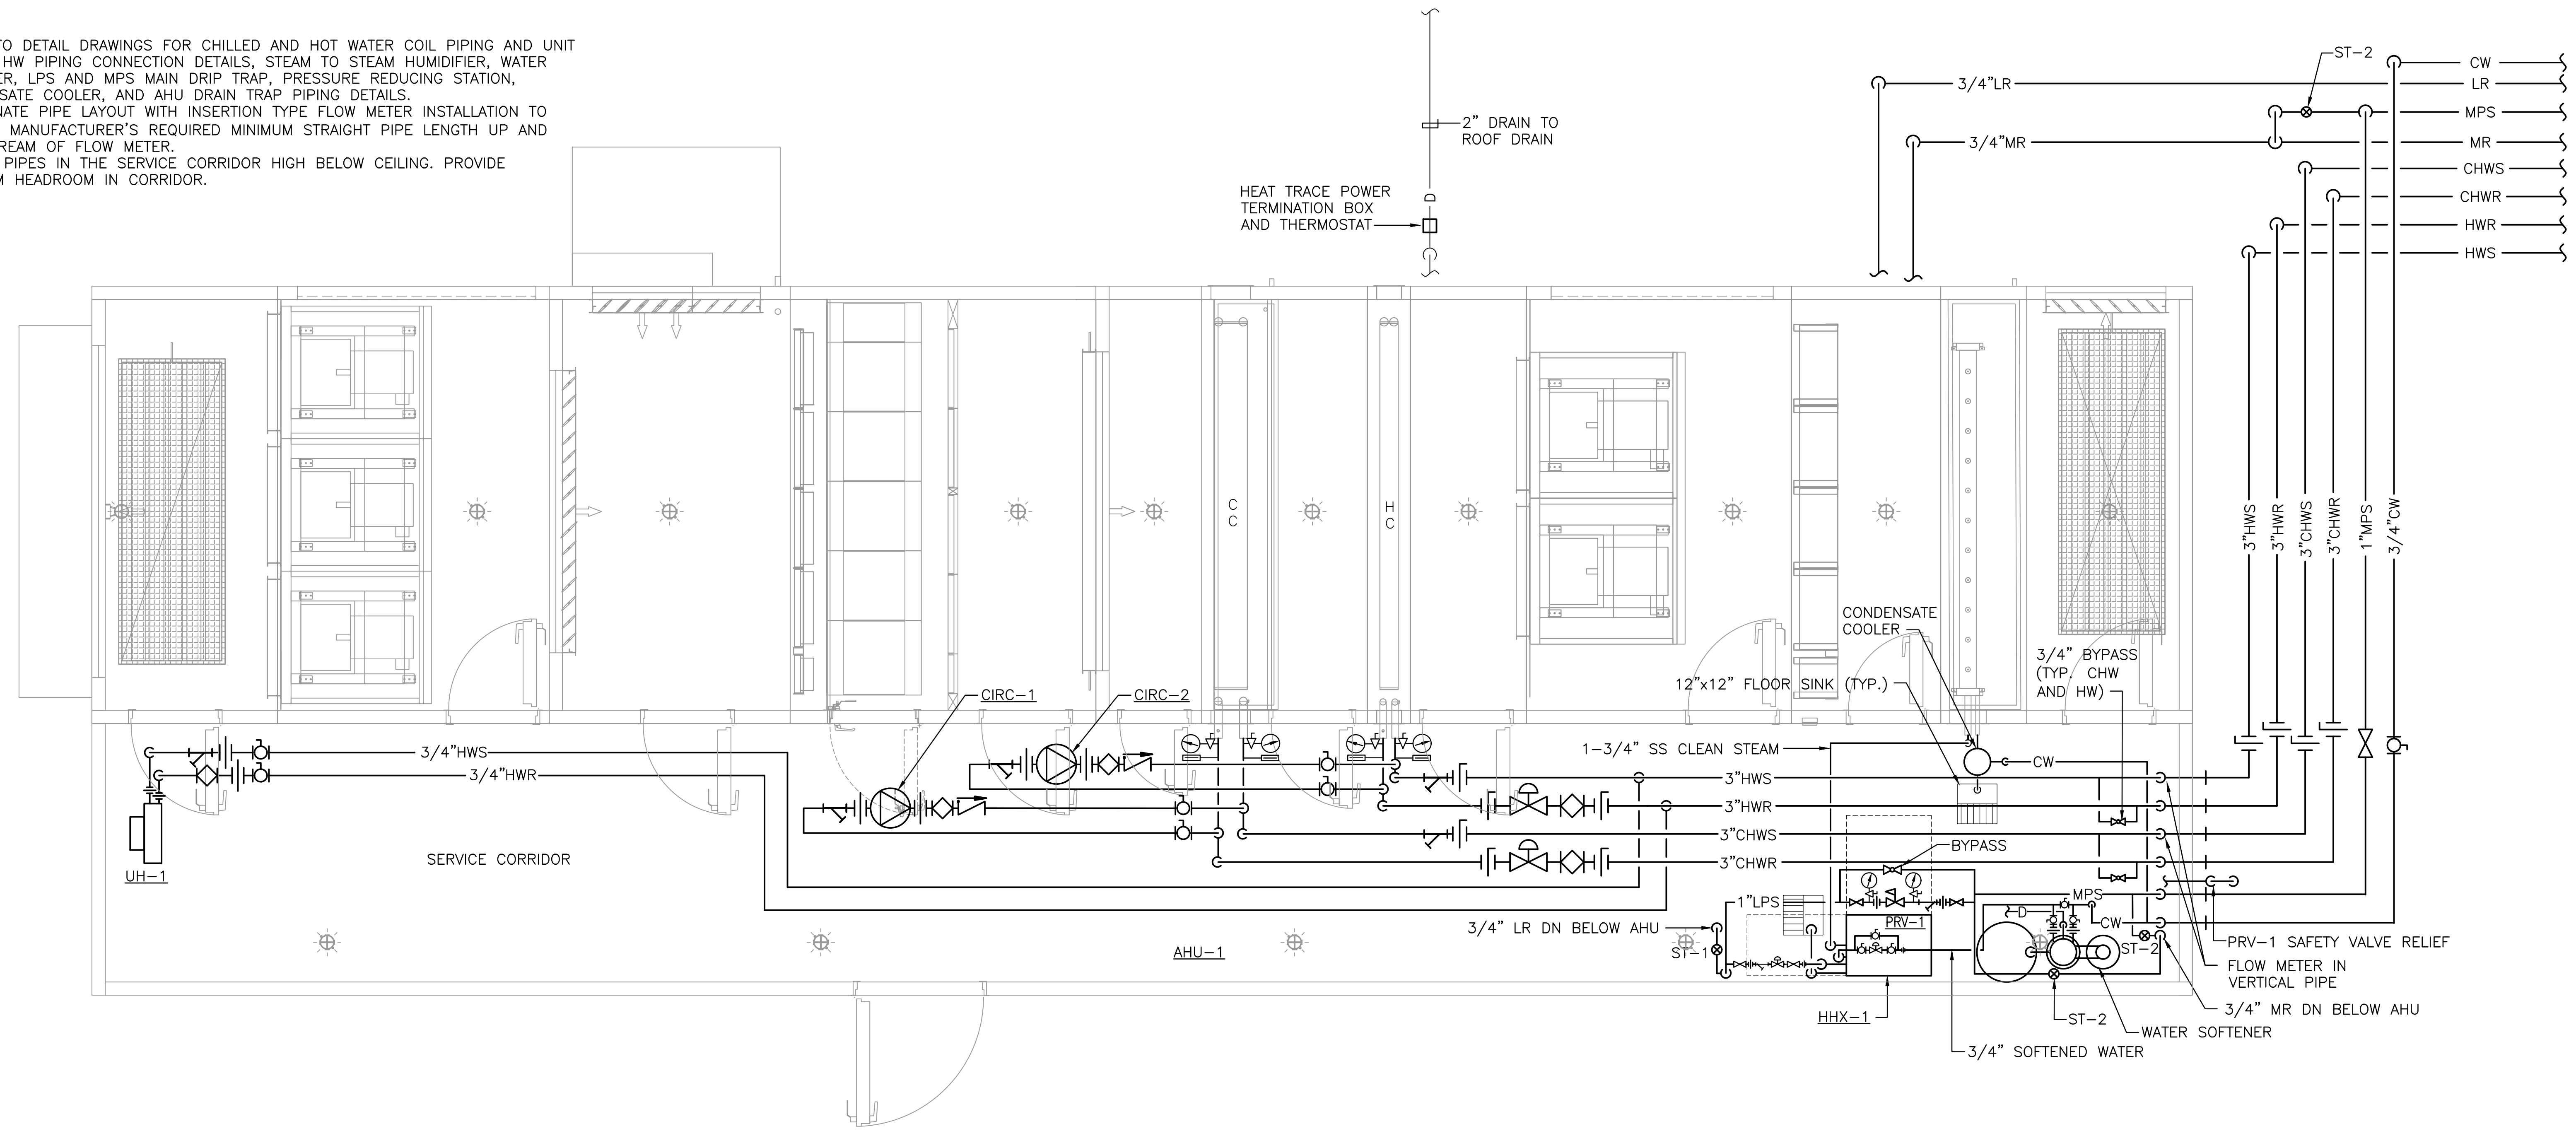 TO DETAIL DRAWINGS FOR CHILLED AND HOT WATER COIL PIPING AND UNIT
HW PIPING CONNECTION DETAILS, STEAM TO STEAM HUMIDIFIER, WATER
ER, LPS AND MPS MAIN DRIP TRAP, PRESSURE REDUCING STATION,
SATE COOLER, AND AHU DRAIN TRAP PIPING DETAILS.
NATE PIPE LAYOUT WITH INSERTION TYPE FLOW METER INSTALLATION TO
MANUFACTURER'S REQUIRED MINIMUM STRAIGHT PIPE LENGTH UP AND
REAM OF FLOW METER.
PIPES IN THE SERVICE CORRIDOR HIGH BELOW CEILING. PROVIDE
M HEADROOM IN CORRIDOR.
2" DRAIN TO
ROOF DRAIN
D
HEAT TRACE POWER
TERMINATION BOX
AND THERMOSTAT
3/4"LR
3/4"MR
ST-2
CW
LR
MPS
MR
CHWS
CHWR
HWR
HWS
3"HWS
3"HWR
3"CHWS
3"CHWR
1"MPS
3/4"CW
CC
HC
CONDENSATE
COOLER
12"x12" FLOOR SINK (TYP.)
3/4" BYPASS
(TYP. CHW
AND HW)
CIRC-1
CIRC-2
3/4"HWS
3/4"HWR
1-3/4" SS CLEAN STEAM
CW
3"HWS
3"HWR
3"CHWS
3"CHWR
BYPASS
UH-1
SERVICE CORRIDOR
AHU-1
1"LPS
MPS
3/4" LR DN BELOW AHU
PRV-1
D
CW
ST-1
ST-2
PRV-1 SAFETY VALVE RELIEF
FLOW METER IN
VERTICAL PIPE
3/4" MR DN BELOW AHU
HHX-1
ST-2
WATER SOFTENER
3/4" SOFTENED WATER